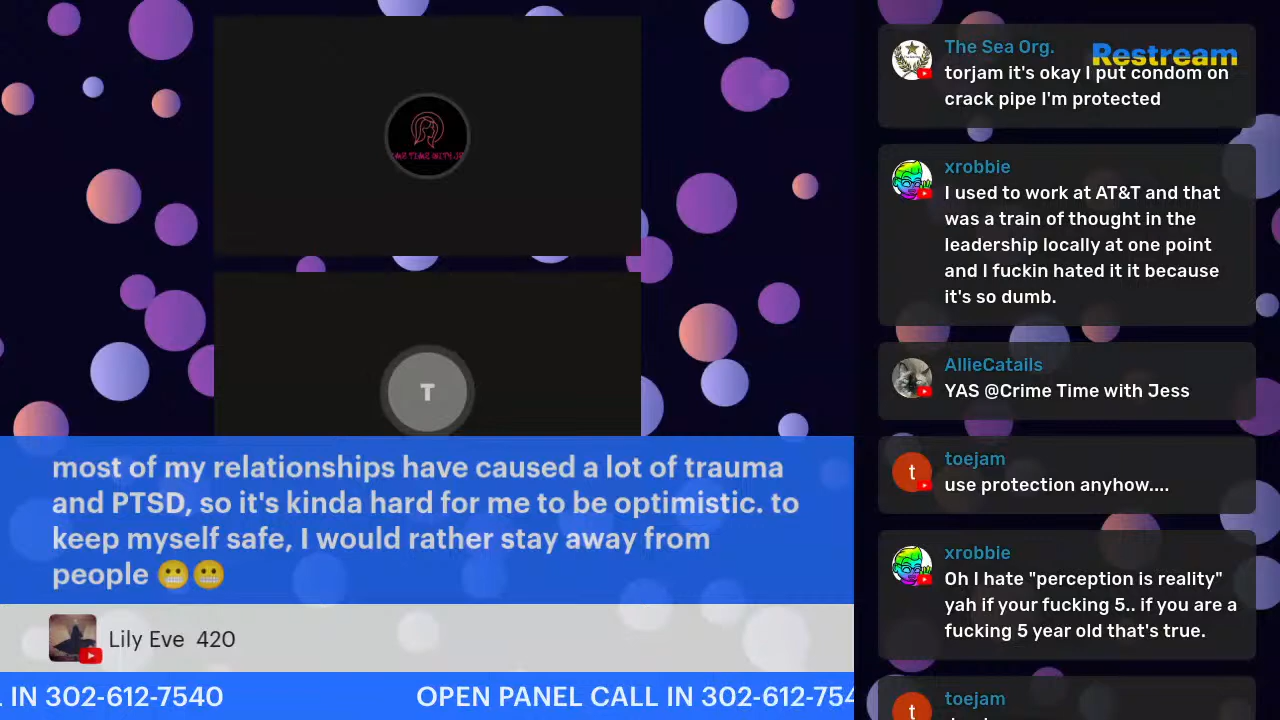 T
most of my relationships have caused a lot of trauma
and PTSD, so it's kinda hard for me to be optimistic. to
keep myself safe, I would rather stay away from
people 😬😬
Lily Eve 420
L IN 302-612-7540 OPEN PANEL CALL IN 302-612-754
Restream
The Sea Org.
torjam it's okay I put condom on
crack pipe I'm protected
xrobbie
I used to work at AT&T and that
was a train of thought in the
leadership locally at one point
and I fuckin hated it it because
it's so dumb.
AllieCatails
YAS @Crime Time with Jess
t toejam
use protection anyhow....
xrobbie
Oh I hate "perception is reality"
yah if your fucking 5.. if you are a
fucking 5 year old that's true.
t toejam